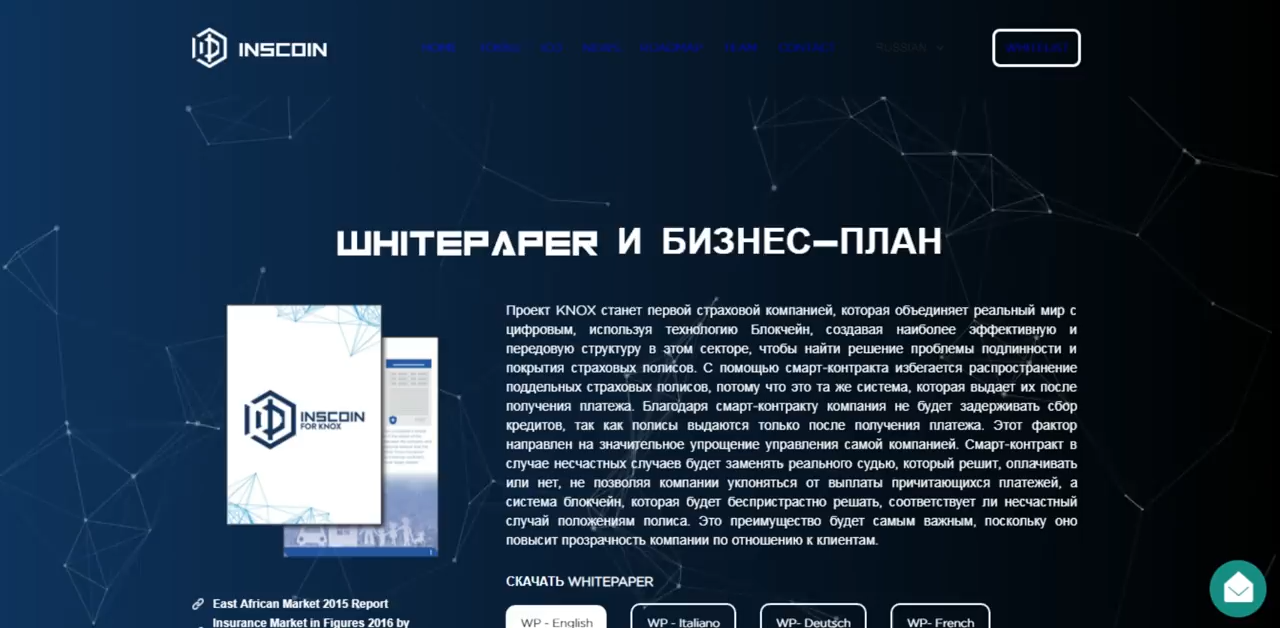 INSCOIN
HOME
TEAM
CONTACT
RUSSIAN
WHITELIST
WHITEPAPER И БИЗНЕС-ПЛАН
INSCOIN
FOR KNOX
Проект KNOX станет первой страховой компанией, которая объединяет реальный мир с
цифровым, используя технологию Блокчейн, создавая наиболее эффективную и
передовую структуру в этом секторе, чтобы найти решение проблемы подлинности и
покрытия страховых полисов. С помощью смарт-контракта избегается распространение
поддельных страховых полисов, потому что это та же система, которая выдает их после
получения платежа. Благодаря смарт-контракту компания не будет задерживать сбор
кредитов, так как полисы выдаются только после получения платежа. Этот фактор
направлен на значительное упрощение управления самой компанией. Смарт-контракт в
случае несчастных случаев будет заменять реального судью, который решит, оплачивать
или нет, не позволяя компании уклоняться от выплаты причитающихся платежей, а
система блокчейн, которая будет беспристрастно решать, соответствует ли несчастный
случай положениям полиса. Это преимущество будет самым важным, поскольку оно
повысит прозрачность компании по отношению к клиентам.
СКАЧАТЬ WHITEPAPER
WP - English
WP - Italiano
WP- Deutsch
WP- French
East African Market 2015 Report
Insurance Market in Figures 2016 by